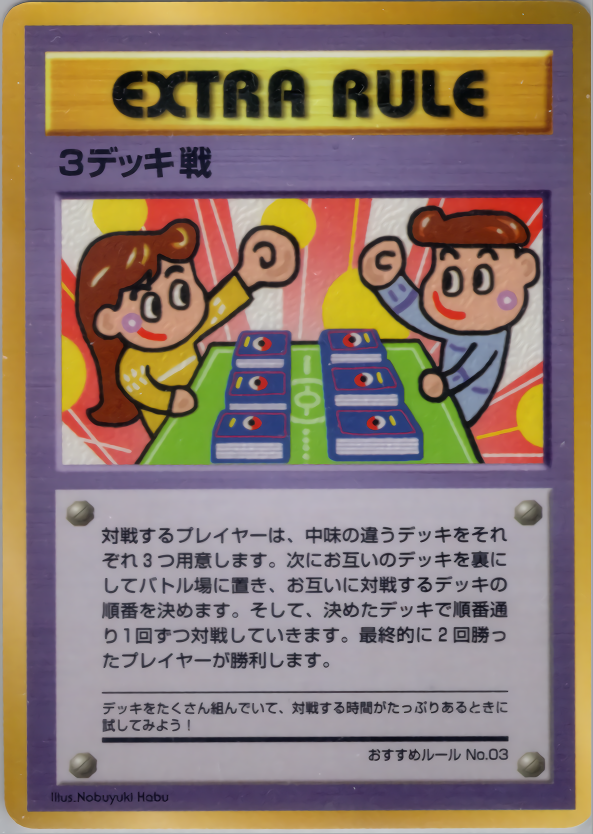 EXTRA RULE
3デッキ戦
対戦するプレイヤーは、中味の違うデッキをそれ
ぞれ3つ用意します。次にお互いのデッキを裏に
してバトル場に置き、お互いに対戦するデッキの
順番を決めます。そして、決めたデッキで順番通
り1回ずつ対戦していきます。最終的に2回勝っ
たプレイヤーが勝利します。
デッキをたくさん組んでいて、対戦する時間がたっぷりあるときに
試してみよう！
おすすめルール No.03
Illus.Nobuyuki Habu